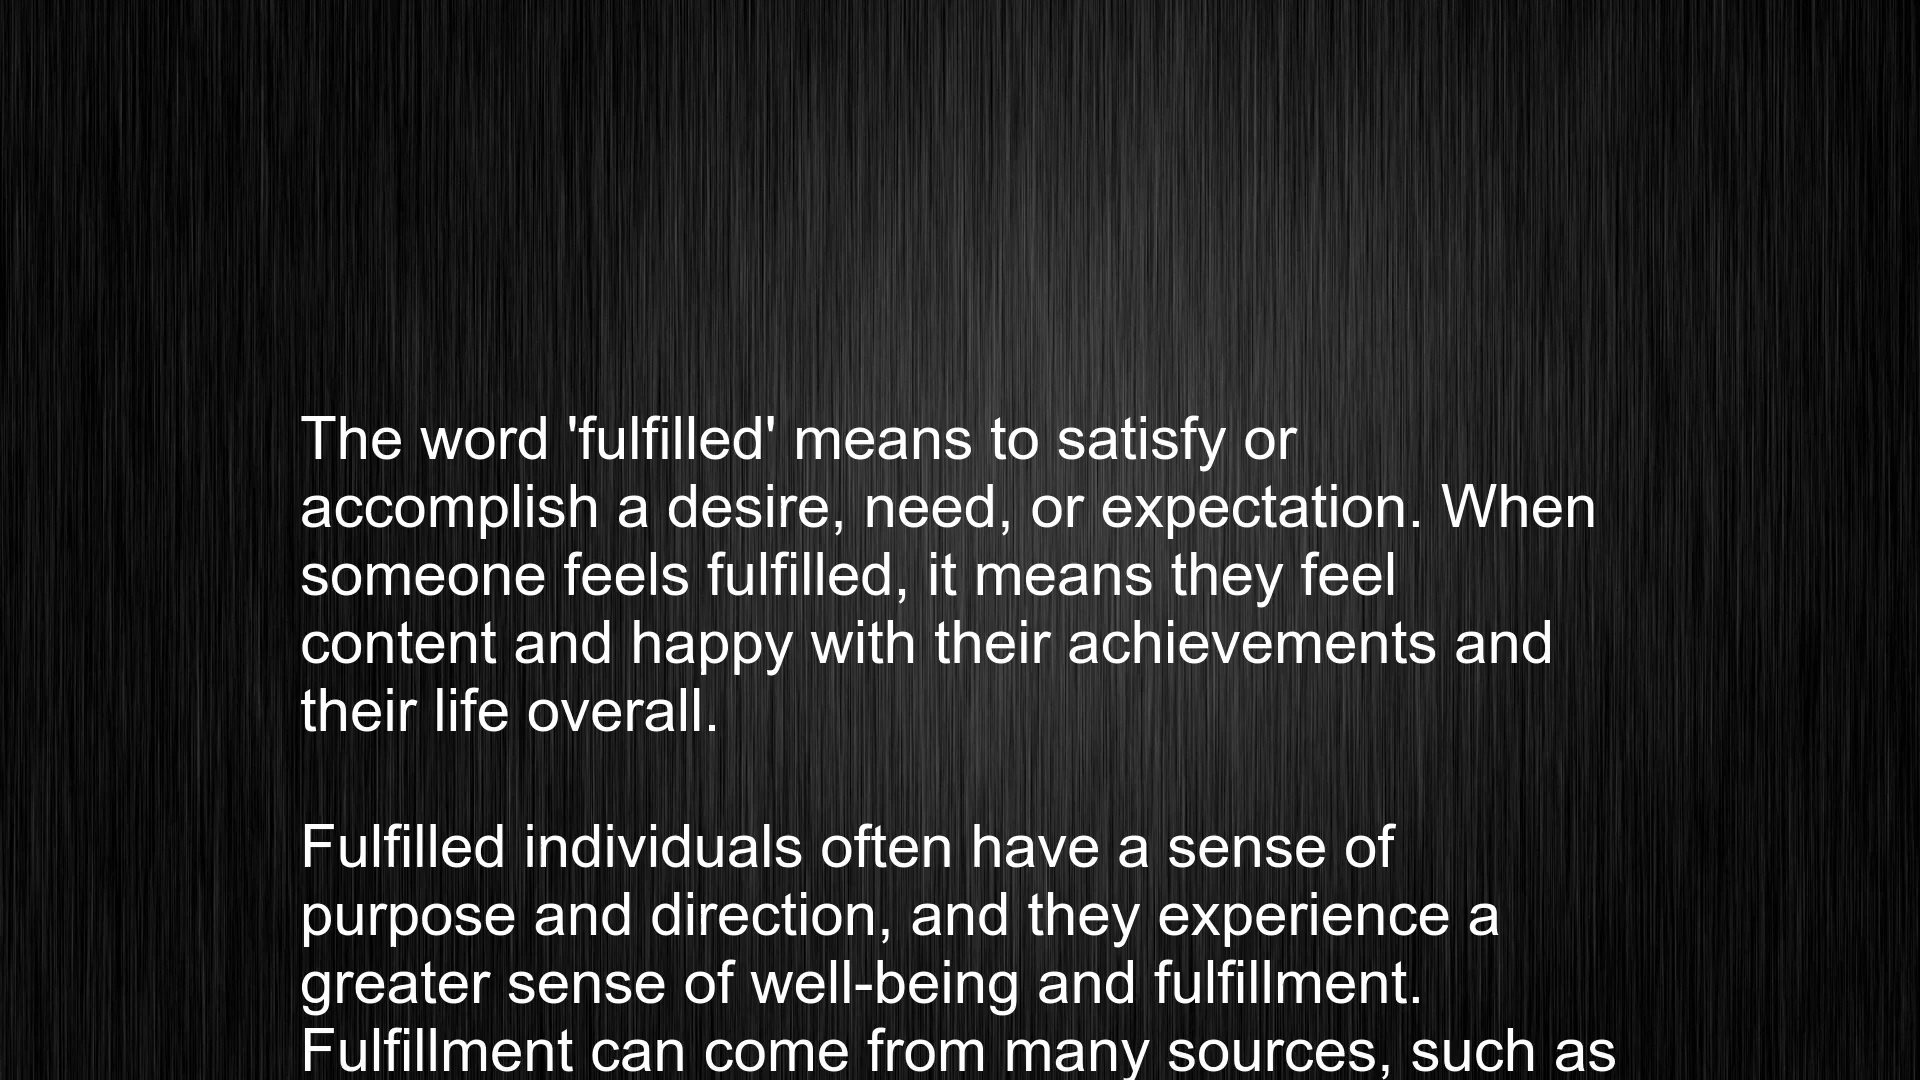 The word 'fulfilled' means to satisfy or
accomplish a desire, need, or expectation. When
someone feels fulfilled, it means they feel
content and happy with their achievements and
their life overall.
Fulfilled individuals often have a sense of
purpose and direction, and they experience a
greater sense of well-being and fulfillment.
Fulfillment can come from many sources, such as